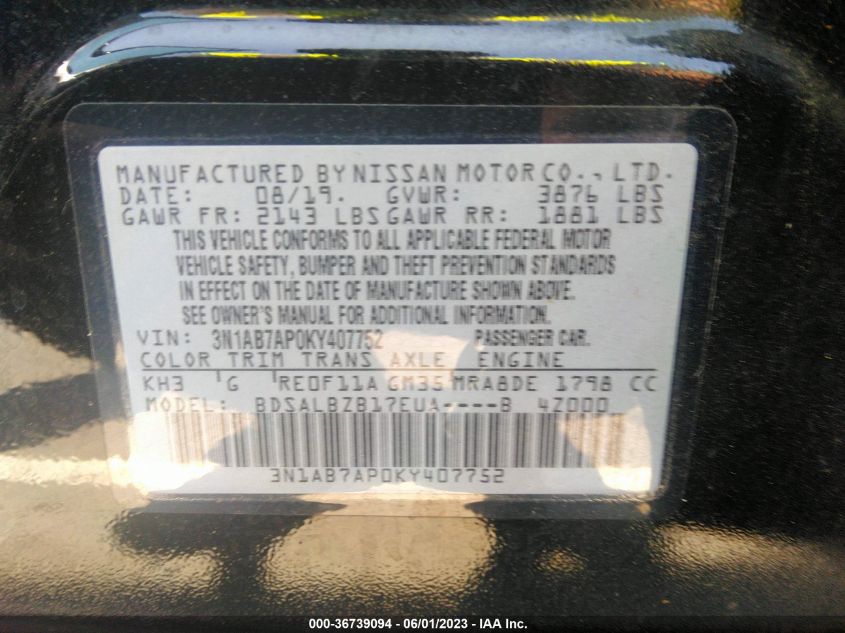 MANUFACTURED BY NISSAN MOTOR CO., LTD.
DATE: 08/19. GVWR: 3876 LBS
GAWR FR: 2143 LBS GAWR RR: 1881 LBS
THIS VEHICLE CONFORMS TO ALL APPLICABLE FEDERAL MOTOR
VEHICLE SAFETY, BUMPER AND THEFT PREVENTION STANDARDS
IN EFFECT ON THE DATE OF MANUFACTURE SHOWN ABOVE.
SEE OWNER'S MANUAL FOR ADDITIONAL INFORMATION.
VIN: 3N1AB7AP0KY407752 PASSENGER CAR.
COLOR TRIM TRANS AXLE ENGINE
KH3 G RE0F11A GM35 MRA8DE 1798 CC
MODEL: BDSALBZB17EUA----B 4Z000
3N1AB7AP0KY407752
000-36739094 - 06/01/2023 - IAA Inc.